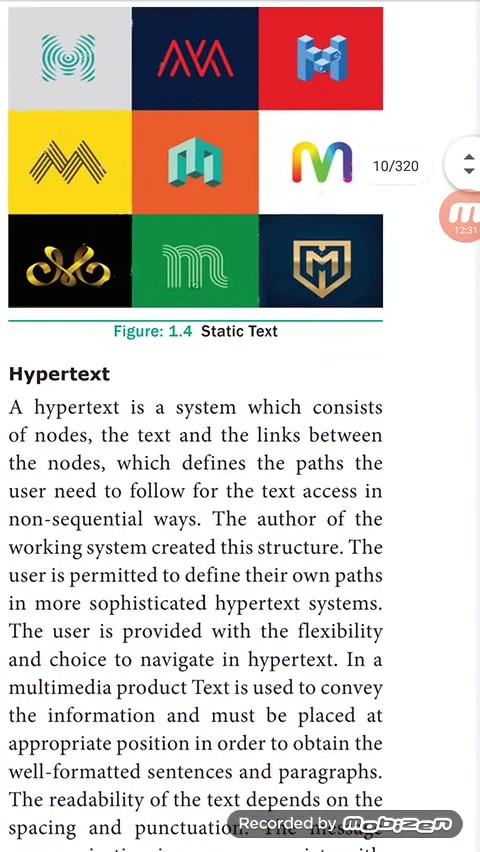 10/320
12:31
Figure: 1.4 Static Text
Hypertext
A hypertext is a system which consists
of nodes, the text and the links between
the nodes, which defines the paths the
user need to follow for the text access in
non-sequential ways. The author of the
working system created this structure. The
user is permitted to define their own paths
in more sophisticated hypertext systems.
The user is provided with the flexibility
and choice to navigate in hypertext. In a
multimedia product Text is used to convey
the information and must be placed at
appropriate position in order to obtain the
well-formatted sentences and paragraphs.
The readability of the text depends on the
spacing and punctuation. The message
Recorded by mobizen